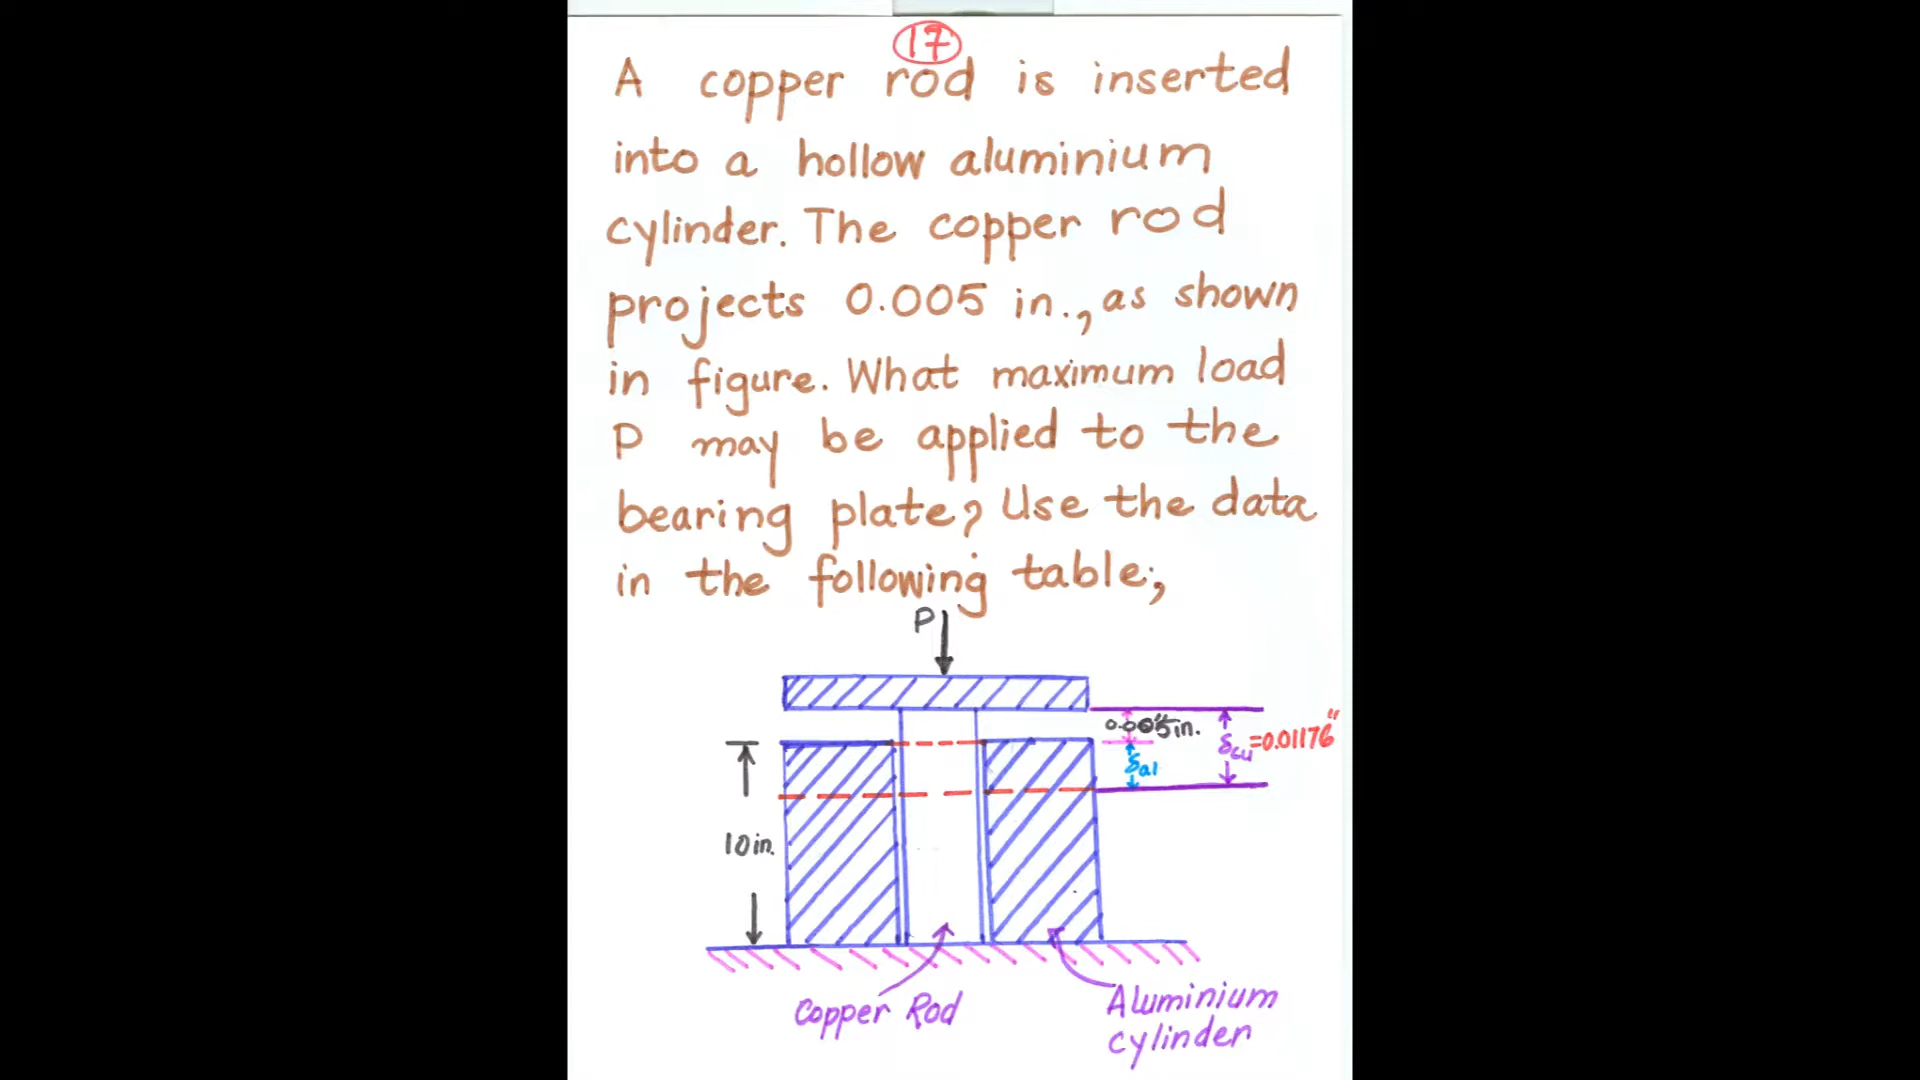 17
A copper rod is inserted
into a hollow aluminium
cylinder. The copper rod
projects 0.005 in., as shown
in figure. What maximum load
P may be applied to the
bearing plate? Use the data
in the following table;
P
0.005 in.
δcu=0.01176"
δal
10 in.
Copper Rod
Aluminium
cylinder